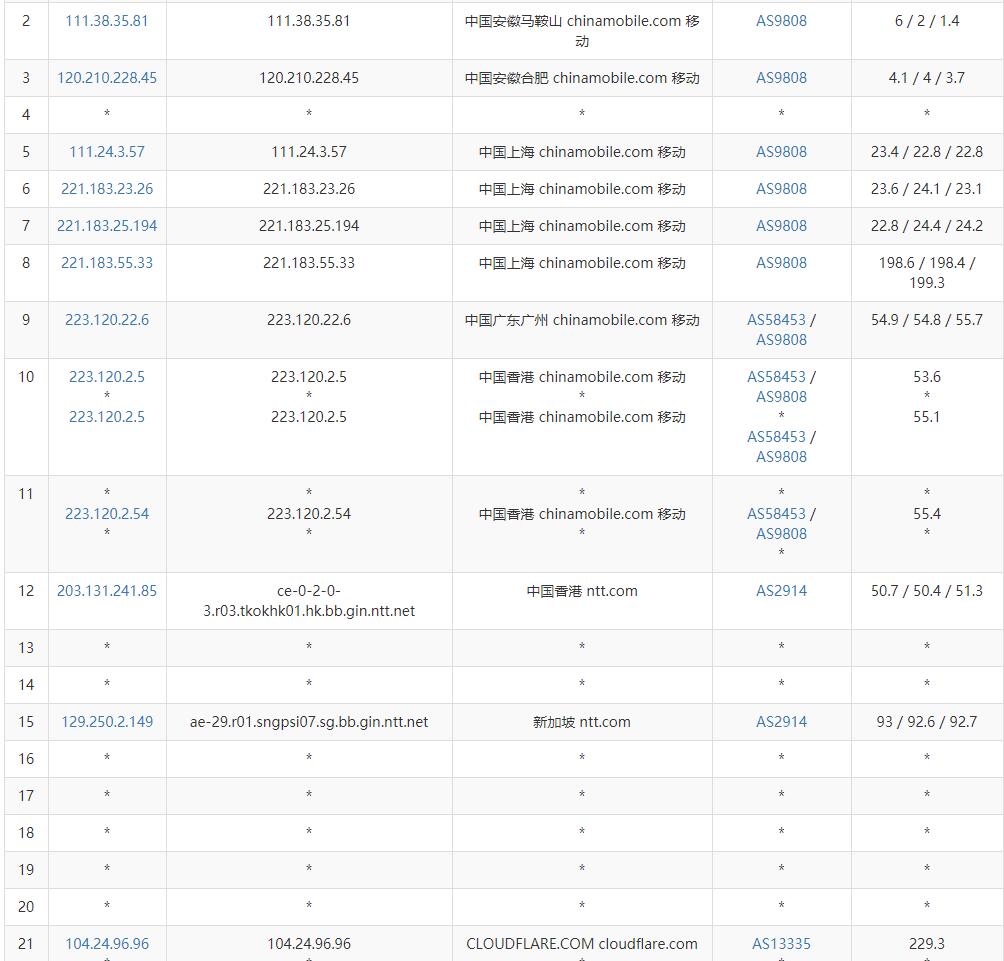 2 111.38.35.81 111.38.35.81 中国安徽马鞍山 chinamobile.com 移 AS9808 6 / 2 / 1.4
动
3 120.210.228.45 120.210.228.45 中国安徽合肥 chinamobile.com 移动 AS9808 4.1 / 4 / 3.7
4 * * * * *
5 111.24.3.57 111.24.3.57 中国上海 chinamobile.com 移动 AS9808 23.4 / 22.8 / 22.8
6 221.183.23.26 221.183.23.26 中国上海 chinamobile.com 移动 AS9808 23.6 / 24.1 / 23.1
7 221.183.25.194 221.183.25.194 中国上海 chinamobile.com 移动 AS9808 22.8 / 24.4 / 24.2
8 221.183.55.33 221.183.55.33 中国上海 chinamobile.com 移动 AS9808 198.6 / 198.4 /
199.3
9 223.120.22.6 223.120.22.6 中国广东广州 chinamobile.com 移动 AS58453 / 54.9 / 54.8 / 55.7
AS9808
10 223.120.2.5 223.120.2.5 中国香港 chinamobile.com 移动 AS58453 / 53.6
* * * AS9808 *
223.120.2.5 223.120.2.5 中国香港 chinamobile.com 移动 * 55.1
AS58453 /
AS9808
11 * * * * *
223.120.2.54 223.120.2.54 中国香港 chinamobile.com 移动 AS58453 / 55.4
* * * AS9808 *
*
12 203.131.241.85 ce-0-2-0- 中国香港 ntt.com AS2914 50.7 / 50.4 / 51.3
3.r03.tkokhk01.hk.bb.gin.ntt.net
13 * * * * *
14 * * * * *
15 129.250.2.149 ae-29.r01.sngpsi07.sg.bb.gin.ntt.net 新加坡 ntt.com AS2914 93 / 92.6 / 92.7
16 * * * * *
17 * * * * *
18 * * * * *
19 * * * * *
20 * * * * *
21 104.24.96.96 104.24.96.96 CLOUDFLARE.COM cloudflare.com AS13335 229.3
* * * * *